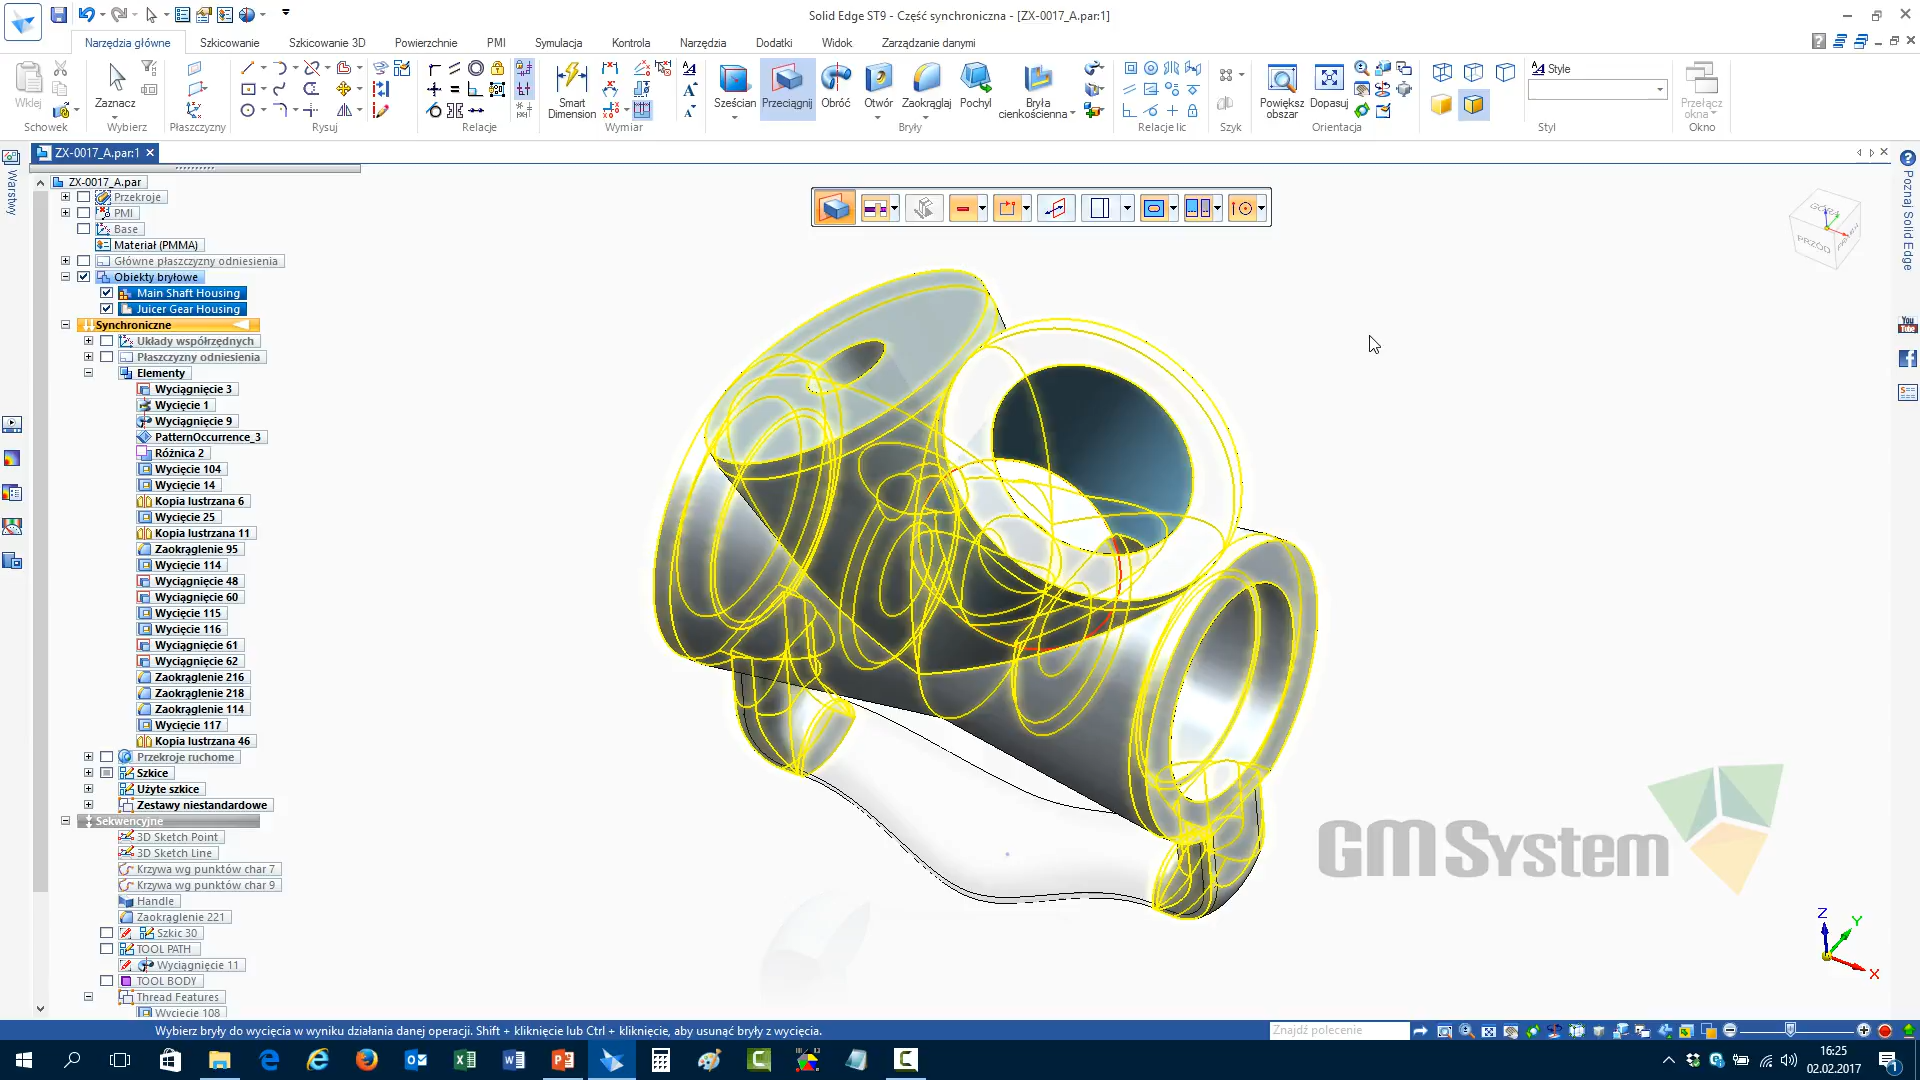 Solid Edge ST9 - Część synchroniczna - [ZX-0017_A.par:1]
Narzędzia główne
Szkicowanie
Szkicowanie 3D
Powierzchnie
PMI
Symulacja
Kontrola
Narzędzia
Dodatki
Widok
Zarządzanie danymi
Wklej
Zaznacz
Smart Dimension
Sześcian
Przeciągnij
Obróć
Otwór
Zaokrąglaj
Pochyl
Bryła cienkościenna
Powiększ obszar
Dopasuj
Style
Przełącz okna
Schowek
Wybierz
Płaszczyzny
Rysuj
Relacje
Wymiar
Bryły
Relacje lic
Szyk
Orientacja
Styl
Okno
ZX-0017_A.par:1
Warstwy
Poznaj Solid Edge
ZX-0017_A.par
Przekroje
PMI
Base
Materiał (PMMA)
Główne płaszczyzny odniesienia
Obiekty bryłowe
Main Shaft Housing
Juicer Gear Housing
Synchroniczne
Układy współrzędnych
Płaszczyzny odniesienia
Elementy
Wyciągnięcie 3
Wycięcie 1
Wyciągnięcie 9
PatternOccurrence_3
Różnica 2
Wycięcie 104
Wycięcie 14
Kopia lustrzana 6
Wycięcie 25
Kopia lustrzana 11
Zaokrąglenie 95
Wycięcie 114
Wyciągnięcie 48
Wyciągnięcie 60
Wycięcie 115
Wycięcie 116
Wyciągnięcie 61
Wyciągnięcie 62
Zaokrąglenie 216
Zaokrąglenie 218
Zaokrąglenie 114
Wycięcie 117
Kopia lustrzana 46
Przekroje ruchome
Szkice
Użyte szkice
Zestawy niestandardowe
Sekwencyjne
3D Sketch Point
3D Sketch Line
Krzywa wg punktów char 7
Krzywa wg punktów char 9
Handle
Zaokrąglenie 221
Szkic 30
TOOL PATH
Wyciągnięcie 11
TOOL BODY
Thread Features
Wycięcie 108
GÓRA
PRZÓD
GM System
Z
Y
X
Wybierz bryły do wycięcia w wyniku działania danej operacji. Shift + kliknięcie lub Ctrl + kliknięcie, aby usunąć bryły z wycięcia.
Znajdź polecenie
16:25
02.02.2017